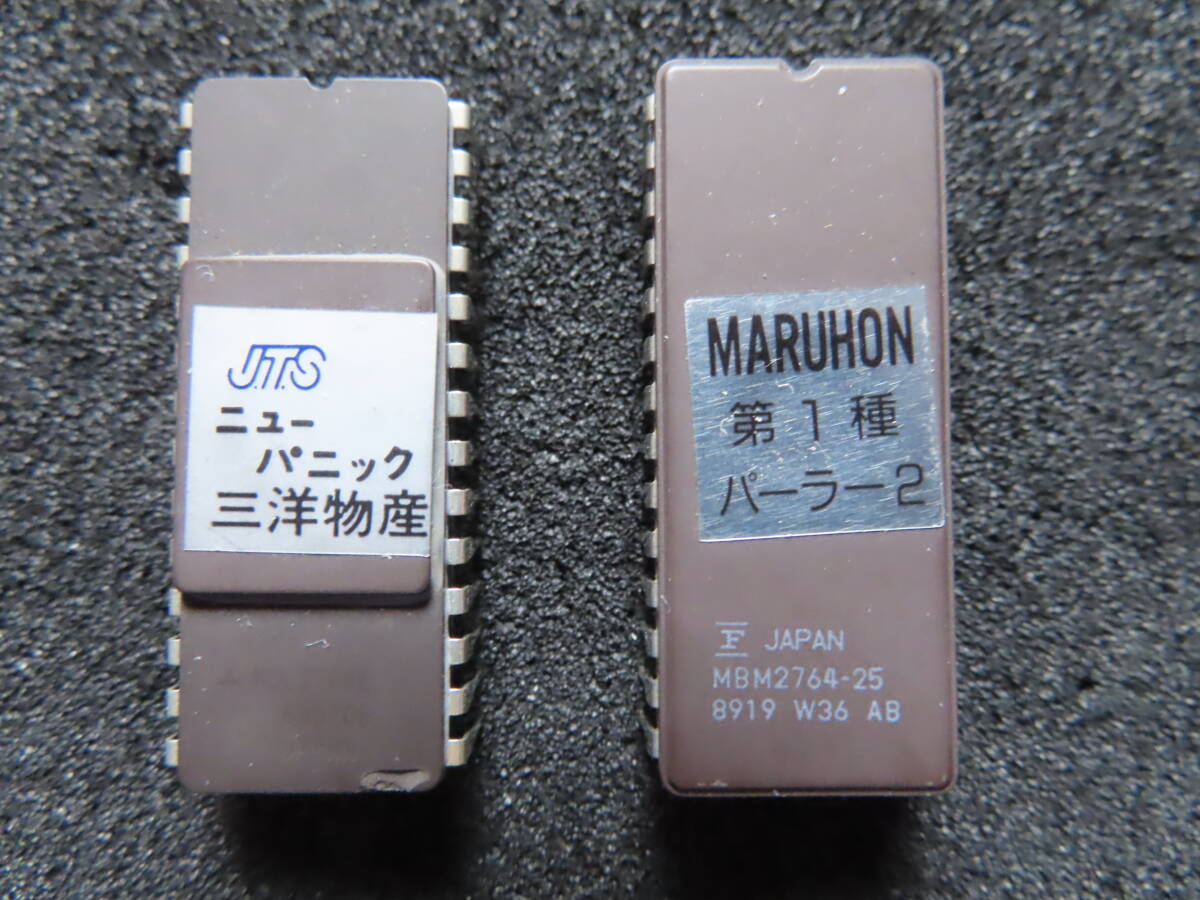 J.T.S
ニュー
パニック
三洋物産
MARUHON
第1種
パーラー2
F JAPAN
MBM2764-25
8919 W36 AB